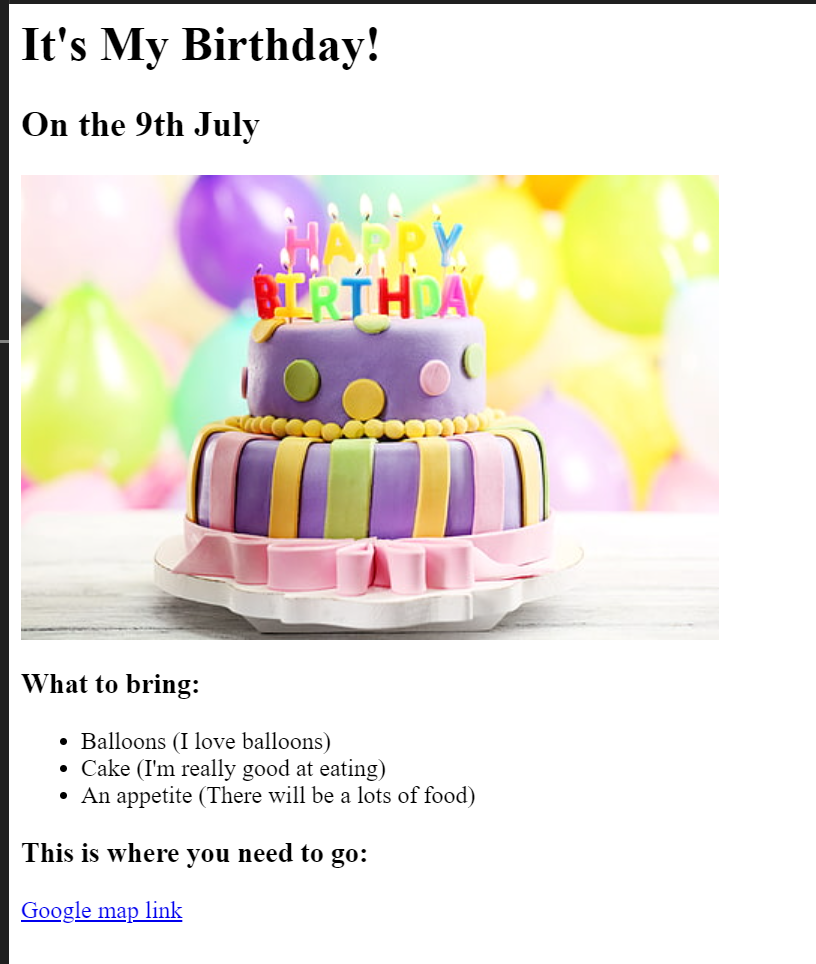 It's My Birthday!
On the 9th July
HAPPY
BIRTHDAY
What to bring:
Balloons (I love balloons)
Cake (I'm really good at eating)
An appetite (There will be a lots of food)
This is where you need to go:
Google map link